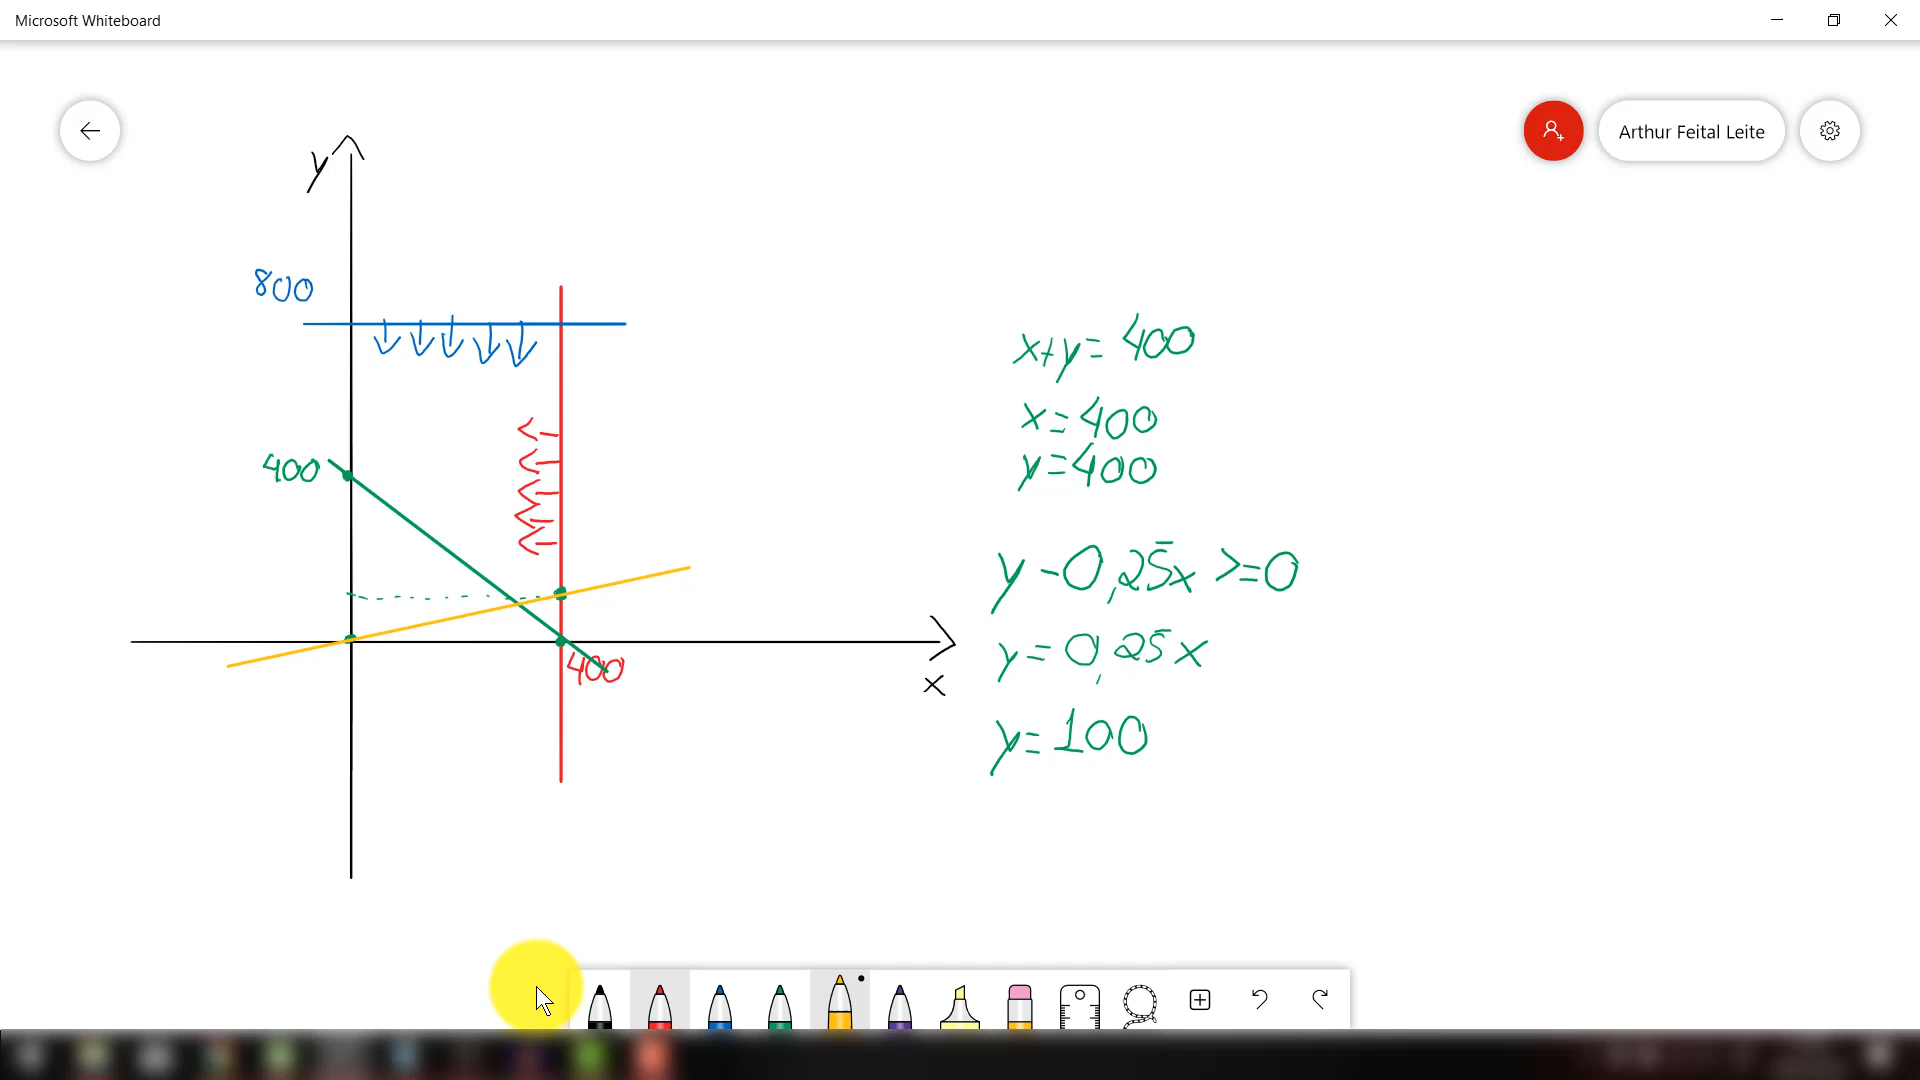 Microsoft Whiteboard
Arthur Feital Leite
y
800
400
400
x
x+y=400
x=400
y=400
y-0,25x>=0
y=0,25x
y=100